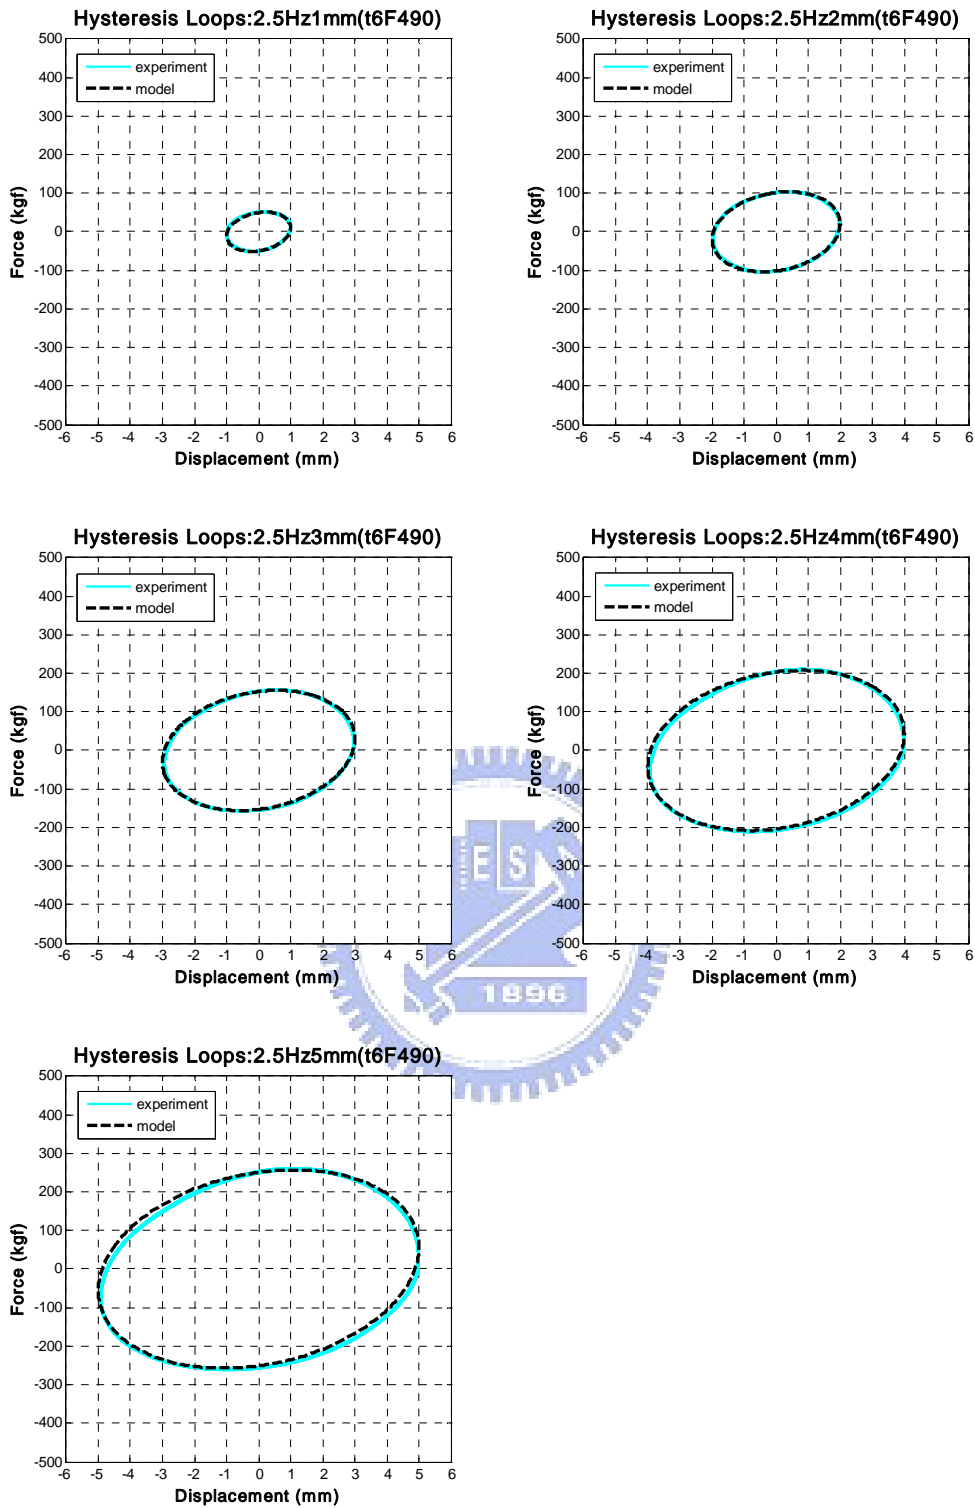 Hysteresis Loops:2.5Hz1mm(t6F490)
500
400
300
200
100
0
-100
-200
-300
-400
-500
Force (kgf)
experiment
model
-6 -5 -4 -3 -2 -1 0 1 2 3 4 5 6
Displacement (mm)
Hysteresis Loops:2.5Hz2mm(t6F490)
500
400
300
200
100
0
-100
-200
-300
-400
-500
Force (kgf)
experiment
model
-6 -5 -4 -3 -2 -1 0 1 2 3 4 5 6
Displacement (mm)
Hysteresis Loops:2.5Hz3mm(t6F490)
500
400
300
200
100
0
-100
-200
-300
-400
-500
Force (kgf)
experiment
model
-6 -5 -4 -3 -2 -1 0 1 2 3 4 5 6
Displacement (mm)
Hysteresis Loops:2.5Hz4mm(t6F490)
500
400
300
200
100
0
-100
-200
-300
-400
-500
Force (kgf)
experiment
model
-6 -5 -4 -3 -2 -1 0 1 2 3 4 5 6
Displacement (mm)
ES
1896
Hysteresis Loops:2.5Hz5mm(t6F490)
500
400
300
200
100
0
-100
-200
-300
-400
-500
Force (kgf)
experiment
model
-6 -5 -4 -3 -2 -1 0 1 2 3 4 5 6
Displacement (mm)